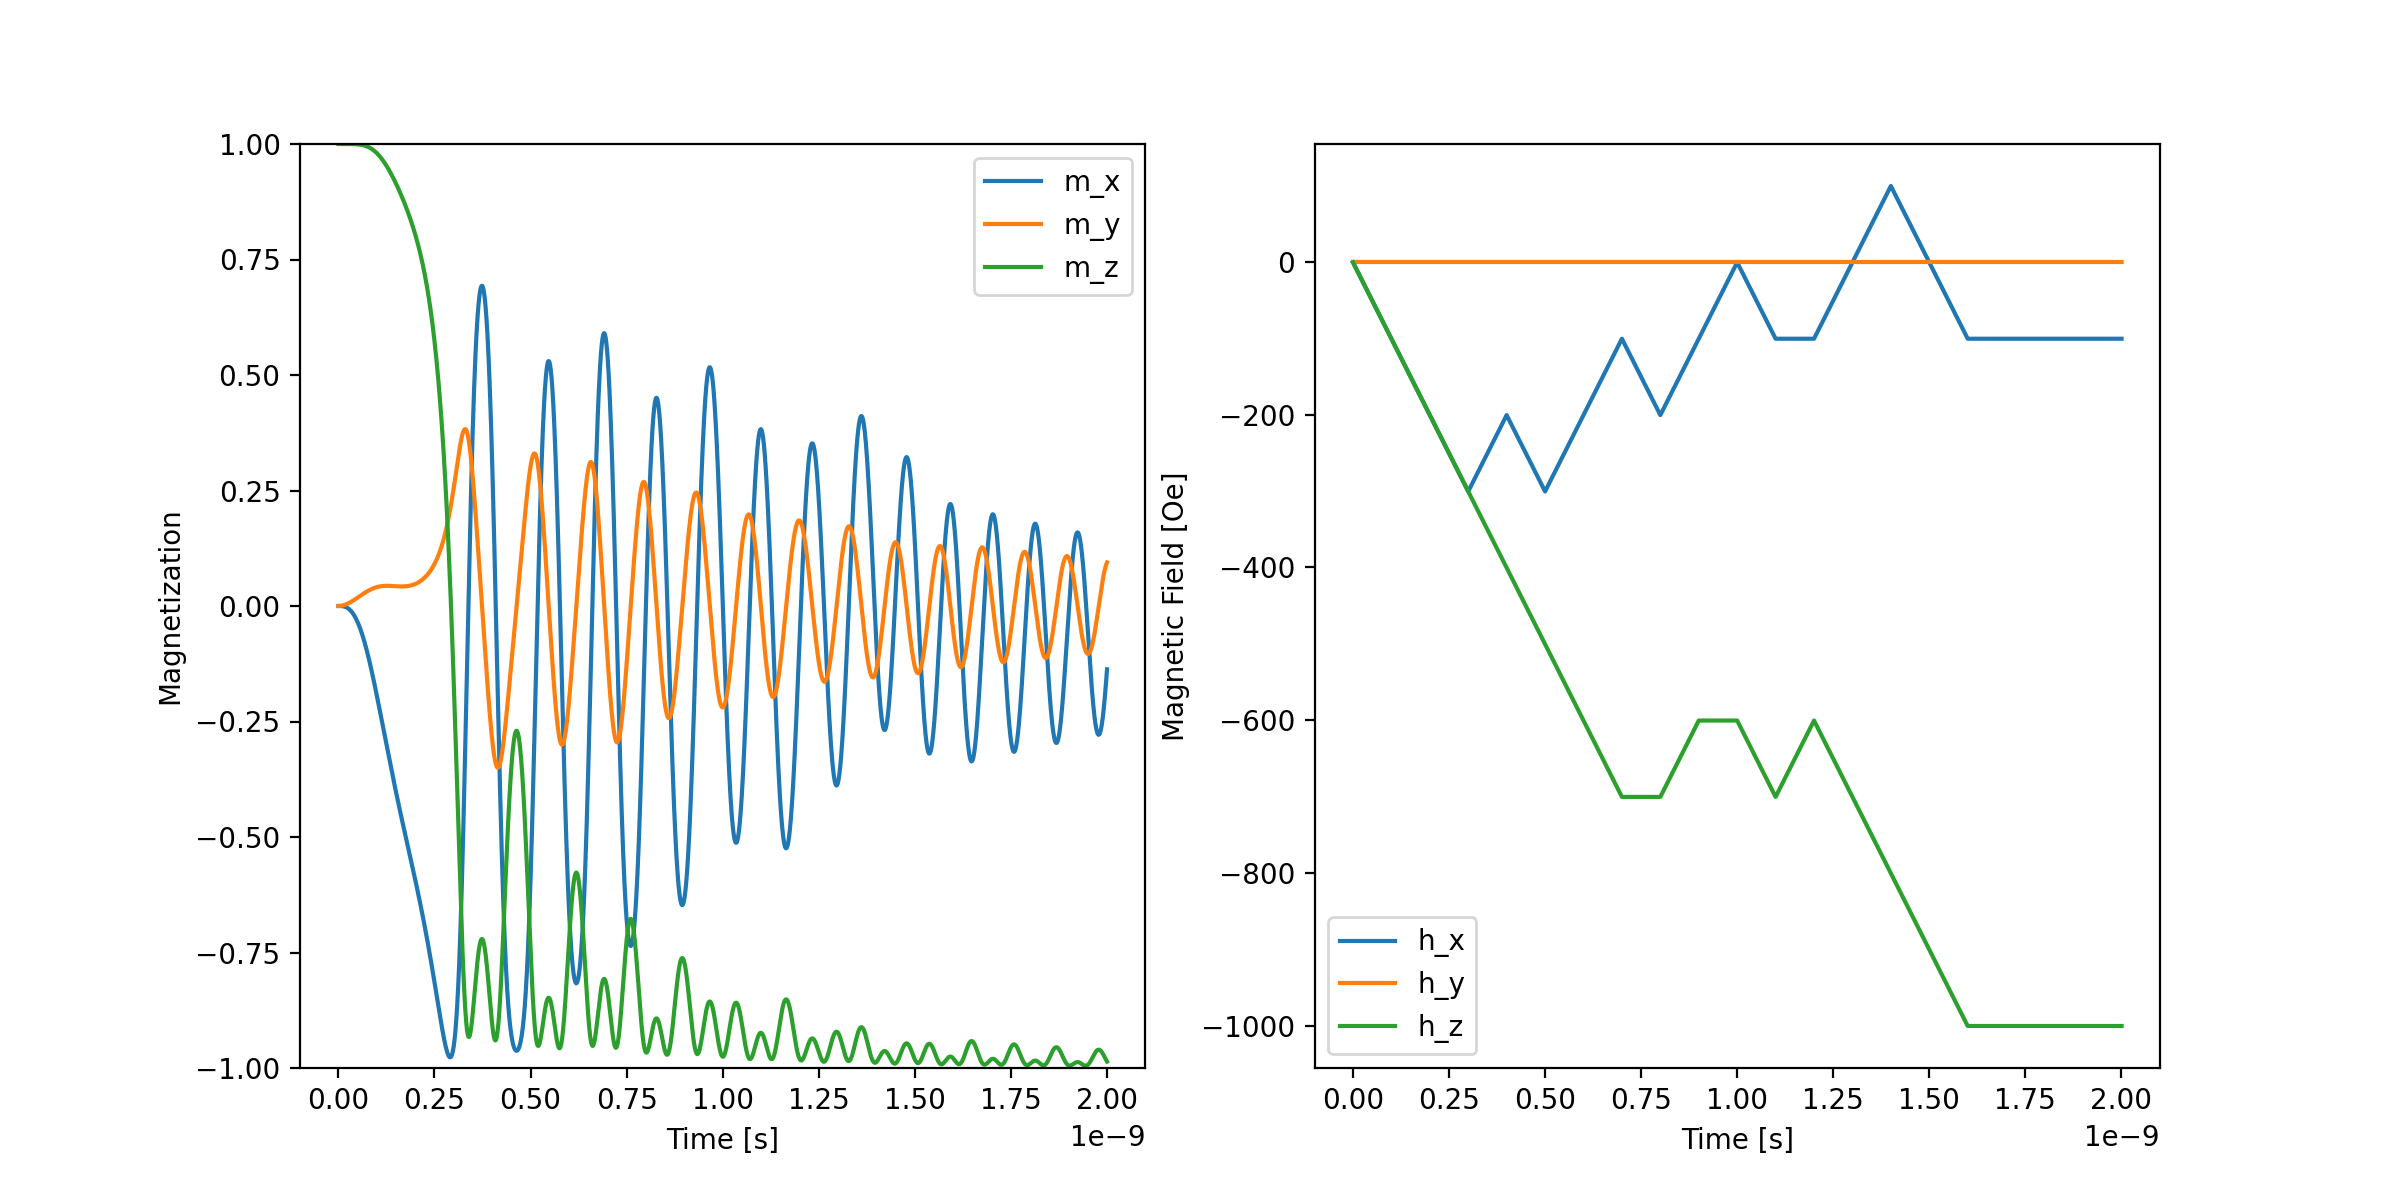 Magnetization
1.00
0.75
0.50
0.25
0.00
−0.25
−0.50
−0.75
−1.00
m_x
m_y
m_z
0.00 0.25 0.50 0.75 1.00 1.25 1.50 1.75 2.00
Time [s]
1e−9
Magnetic Field [Oe]
0
−200
−400
−600
−800
−1000
h_x
h_y
h_z
0.00 0.25 0.50 0.75 1.00 1.25 1.50 1.75 2.00
Time [s]
1e−9